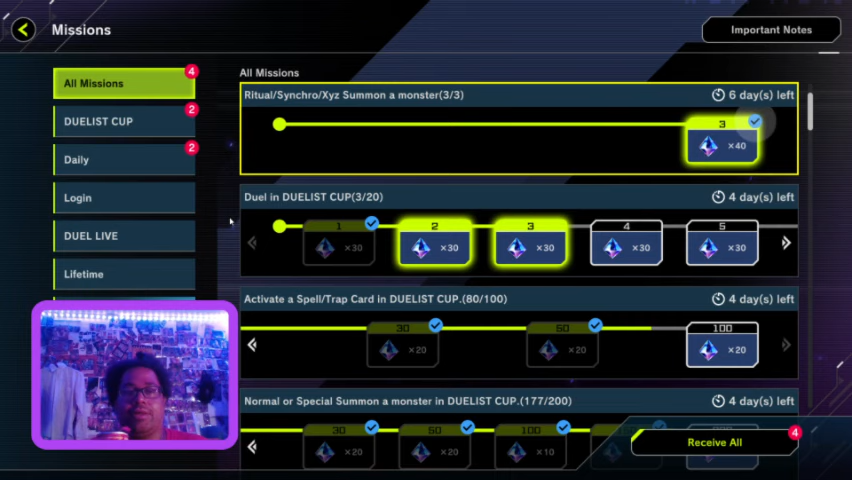 Missions
Important Notes
All Missions
4
DUELIST CUP
2
Daily
2
Login
DUEL LIVE
Lifetime
All Missions
Ritual/Synchro/Xyz Summon a monster(3/3)
6 day(s) left
3
×40
Duel in DUELIST CUP(3/20)
4 day(s) left
1
2
3
4
5
×30
×30
×30
×30
×30
Activate a Spell/Trap Card in DUELIST CUP.(80/100)
4 day(s) left
30
50
100
×20
×20
×20
Normal or Special Summon a monster in DUELIST CUP.(177/200)
4 day(s) left
30
50
100
×20
×20
×10
Receive All
4